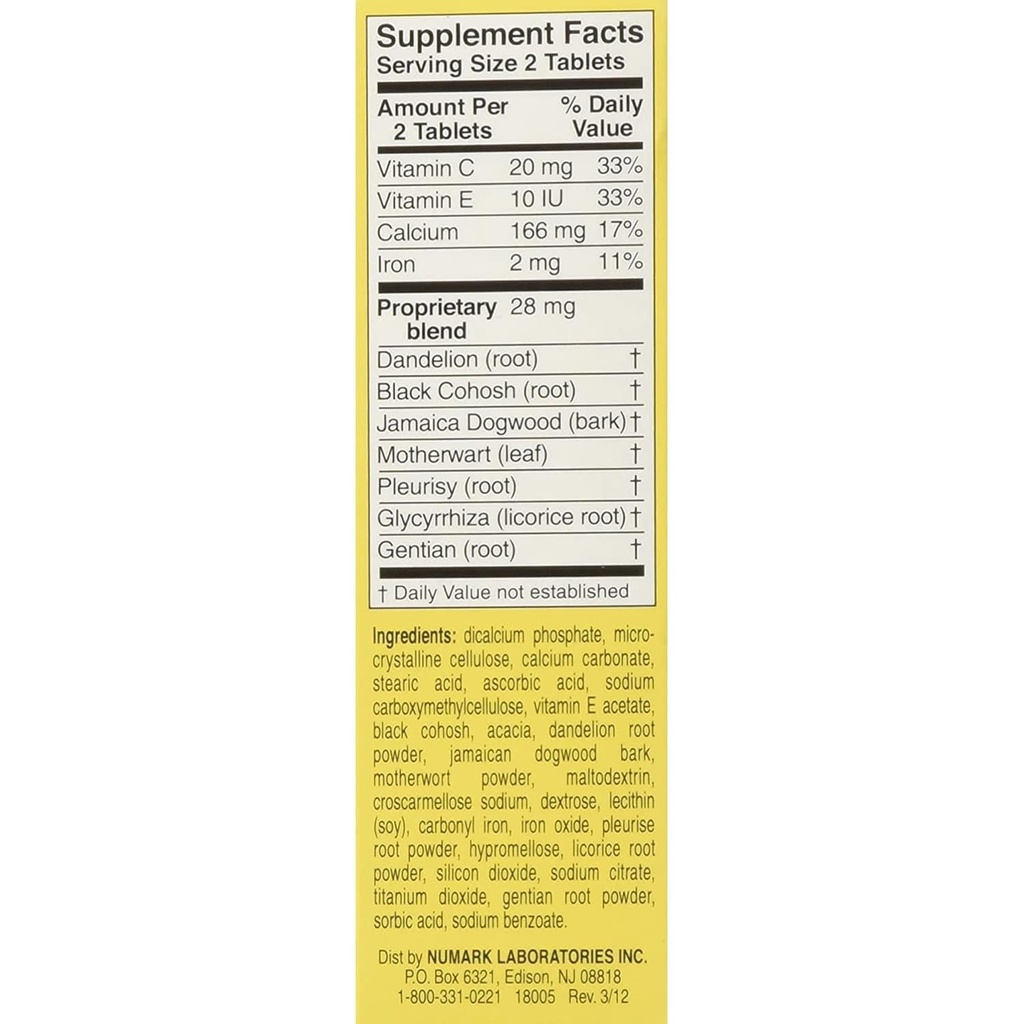 Supplement Facts
Serving Size 2 Tablets
Amount Per % Daily
2 Tablets Value
Vitamin C 20 mg 33%
Vitamin E 10 IU 33%
Calcium 166 mg 17%
Iron 2 mg 11%
Proprietary 28 mg
blend
Dandelion (root) †
Black Cohosh (root) †
Jamaica Dogwood (bark) †
Motherwart (leaf) †
Pleurisy (root) †
Glycyrrhiza (licorice root) †
Gentian (root) †
† Daily Value not established
Ingredients: dicalcium phosphate, micro-
crystalline cellulose, calcium carbonate,
stearic acid, ascorbic acid, sodium
carboxymethylcellulose, vitamin E acetate,
black cohosh, acacia, dandelion root
powder, jamaican dogwood bark,
motherwort powder, maltodextrin,
croscarmellose sodium, dextrose, lecithin
(soy), carbonyl iron, iron oxide, pleurise
root powder, hypromellose, licorice root
powder, silicon dioxide, sodium citrate,
titanium dioxide, gentian root powder,
sorbic acid, sodium benzoate.
Dist by NUMARK LABORATORIES INC.
P.O. Box 6321, Edison, NJ 08818
1-800-331-0221 18005 Rev. 3/12